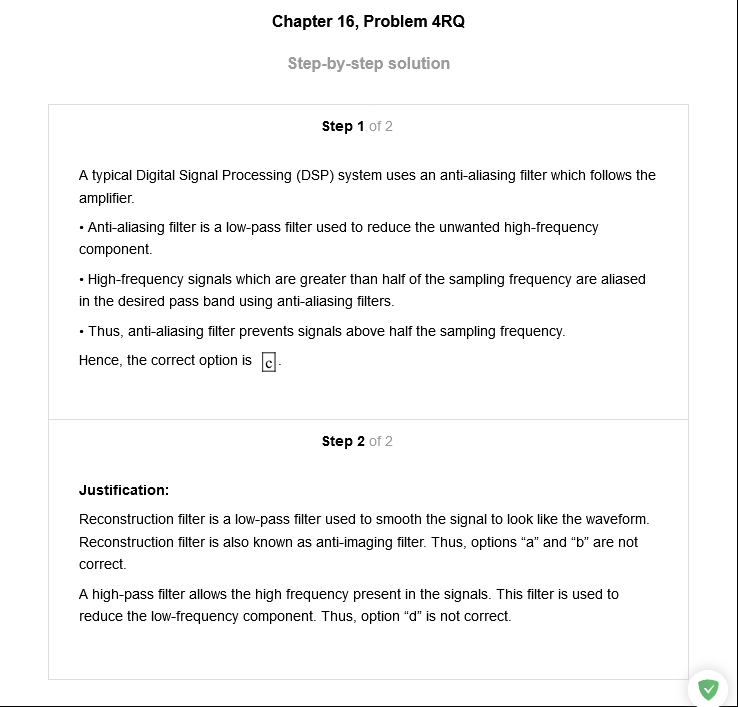 Chapter 16, Problem 4RQ
Step-by-step solution
Step 1 of 2
A typical Digital Signal Processing (DSP) system uses an anti-aliasing filter which follows the
amplifier.
• Anti-aliasing filter is a low-pass filter used to reduce the unwanted high-frequency
component.
• High-frequency signals which are greater than half of the sampling frequency are aliased
in the desired pass band using anti-aliasing filters.
• Thus, anti-aliasing filter prevents signals above half the sampling frequency.
Hence, the correct option is c.
Step 2 of 2
Justification:
Reconstruction filter is a low-pass filter used to smooth the signal to look like the waveform.
Reconstruction filter is also known as anti-imaging filter. Thus, options “a” and “b” are not
correct.
A high-pass filter allows the high frequency present in the signals. This filter is used to
reduce the low-frequency component. Thus, option “d” is not correct.